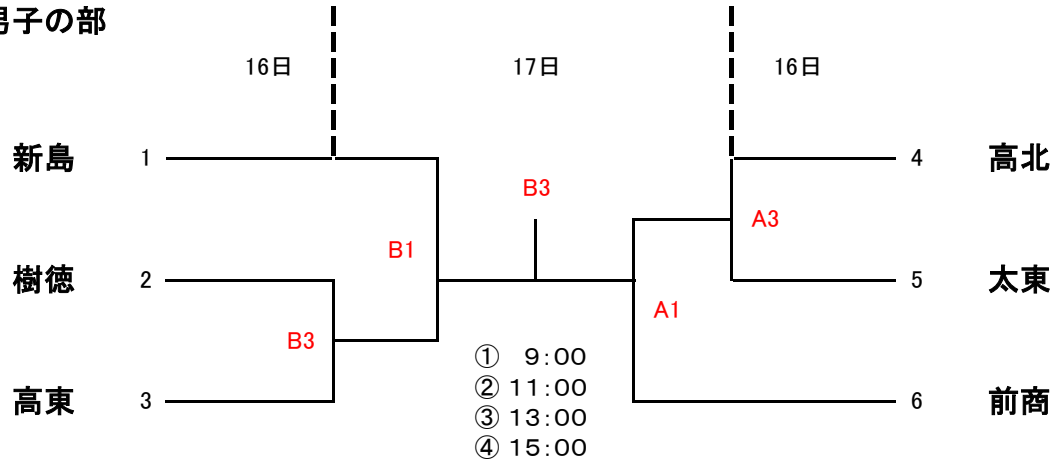 男子の部
16日 17日 16日
新島 1 4 高北
B3
A3
B1
樹徳 2 5 太東
A1
B3
① 9:00
② 11:00
高東 3 6 前商
③ 13:00
④ 15:00